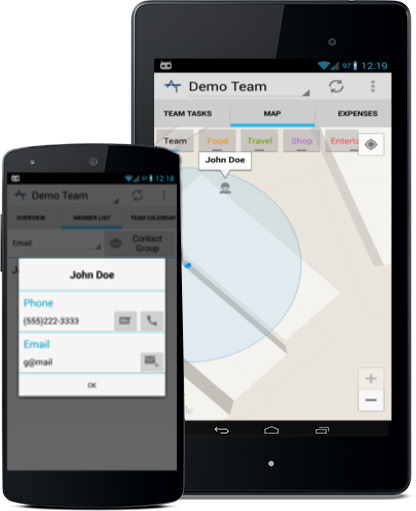 97 12:19
Demo Team
TEAM TASKS MAP EXPENSES
Team Food Travel Shop Enterta
John Doe
12:18
Demo Team
OVERVIEW MEMBER LIST TEAM CALENDAR
Email Contact
Group
John Doe
Phone
(555)222-3333
Email
g@mail
OK